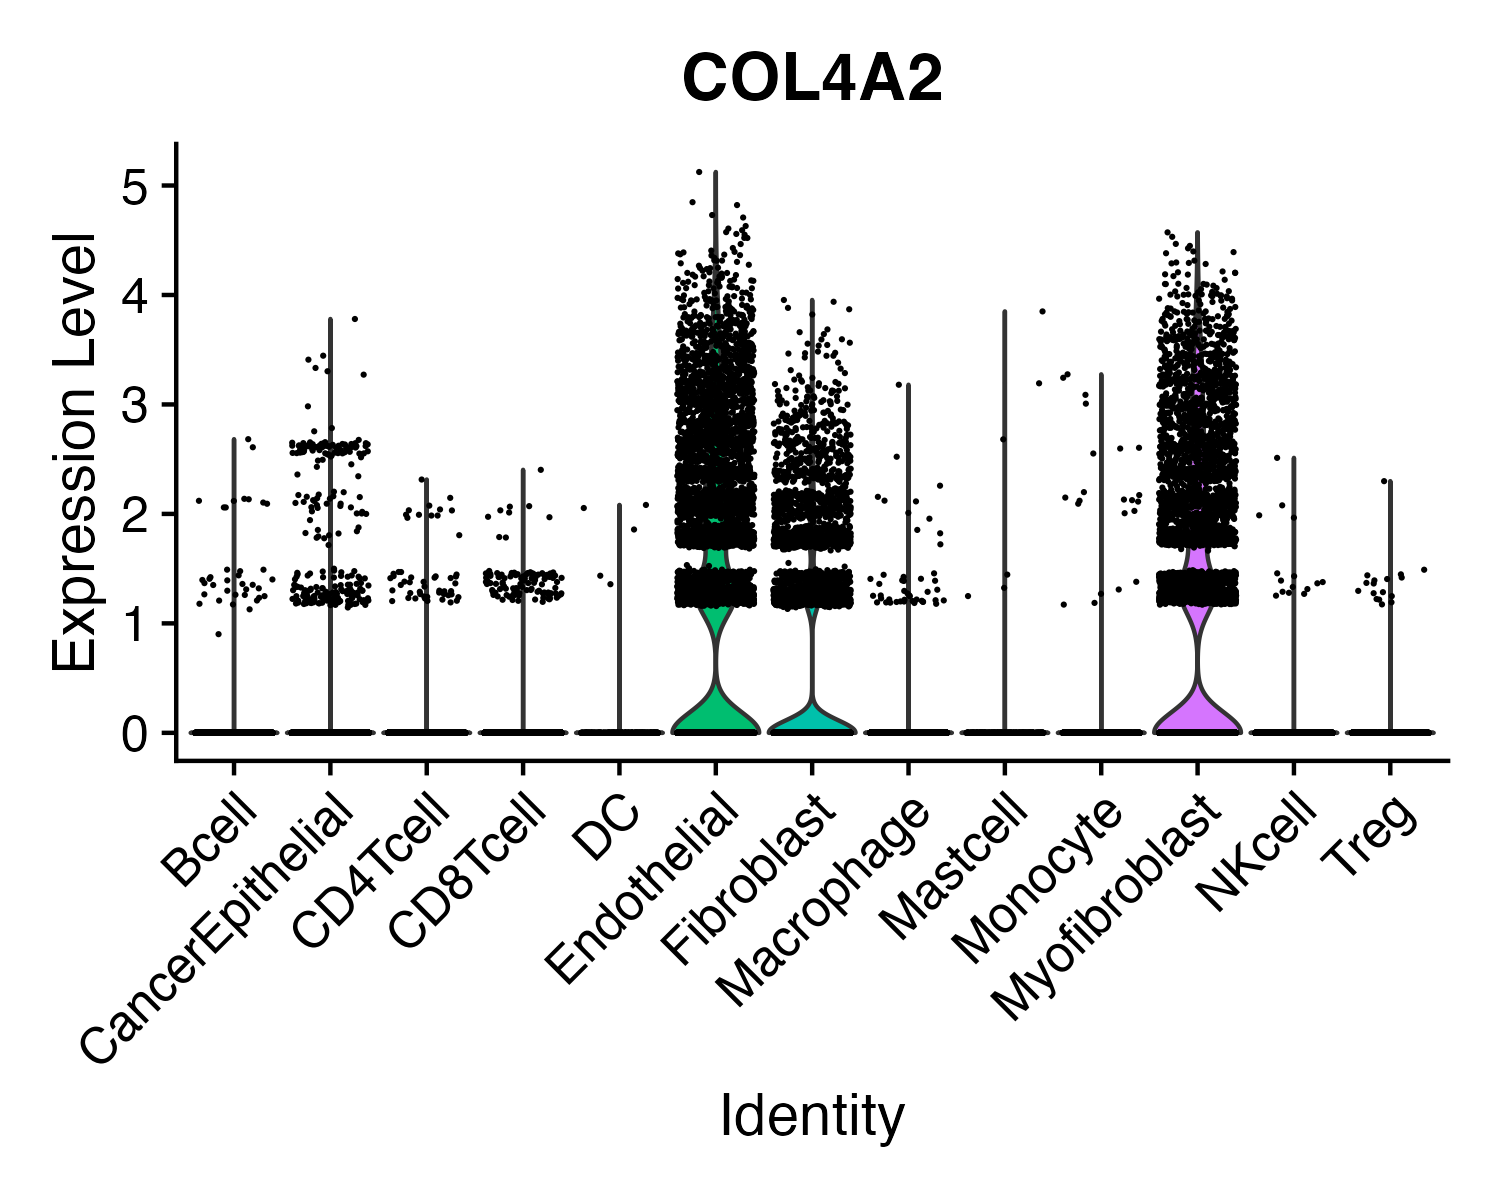 COL4A2
Expression Level
5
4
3
2
1
0
Bcell
CancerEpithelial
CD4Tcell
CD8Tcell
DC
Endothelial
Fibroblast
Macrophage
Mastcell
Monocyte
Myofibroblast
NKcell
Treg
Identity